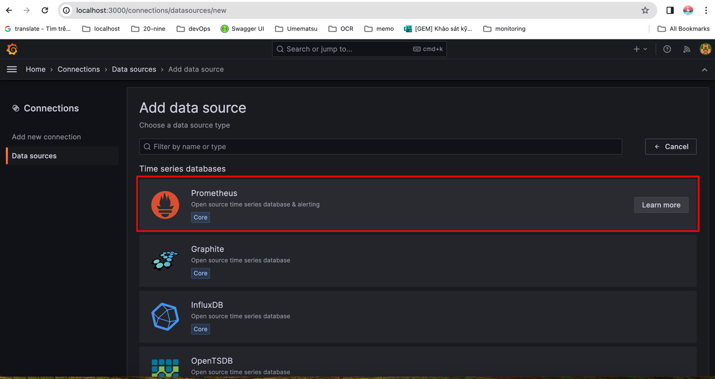 localhost:3000/connections/datasources/new
translate - Tìm trê...
localhost
20-nine
devOps
Swagger UI
Umematsu
OCR
memo
[GEM] Khảo sát kỹ...
monitoring
All Bookmarks
Search or jump to...
cmd+k
Home > Connections > Data sources > Add data source
Connections
Add new connection
Data sources
Add data source
Choose a data source type
Filter by name or type
Cancel
Time series databases
Prometheus
Open source time series database & alerting
Core
Learn more
Graphite
Open source time series database
Core
InfluxDB
Open source time series database
Core
OpenTSDB
Open source time series database